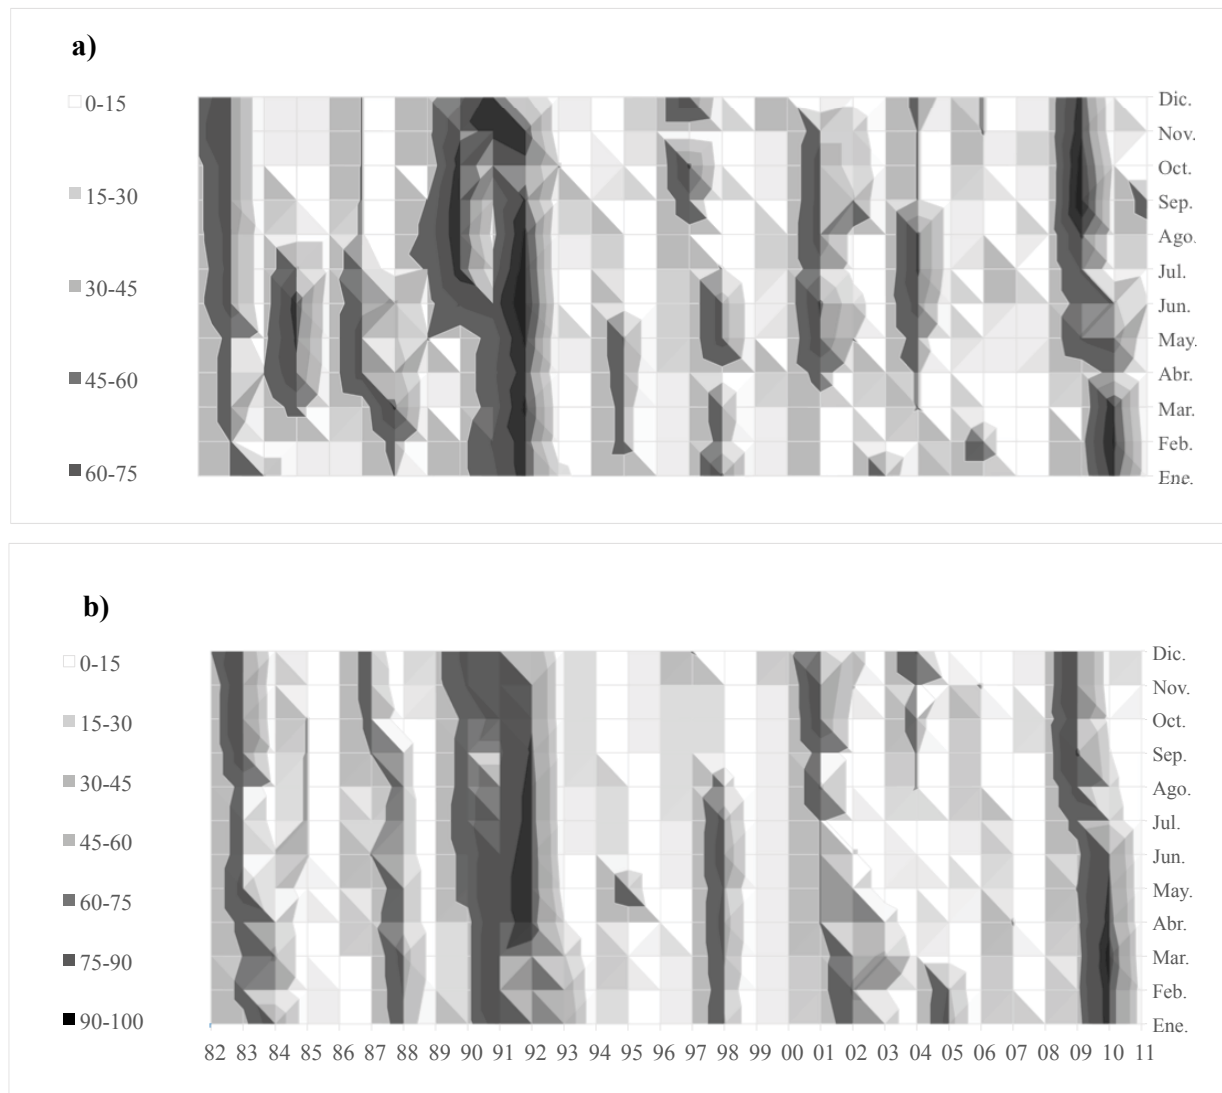 a)
0-15
15-30
30-45
45-60
60-75
Dic.
Nov.
Oct.
Sep.
Ago.
Jul.
Jun.
May.
Abr.
Mar.
Feb.
Ene.
b)
0-15
15-30
30-45
45-60
60-75
75-90
90-100
Dic.
Nov.
Oct.
Sep.
Ago.
Jul.
Jun.
May.
Abr.
Mar.
Feb.
Ene.
82 83 84 85 86 87 88 89 90 91 92 93 94 95 96 97 98 99 00 01 02 03 04 05 06 07 08 09 10 11